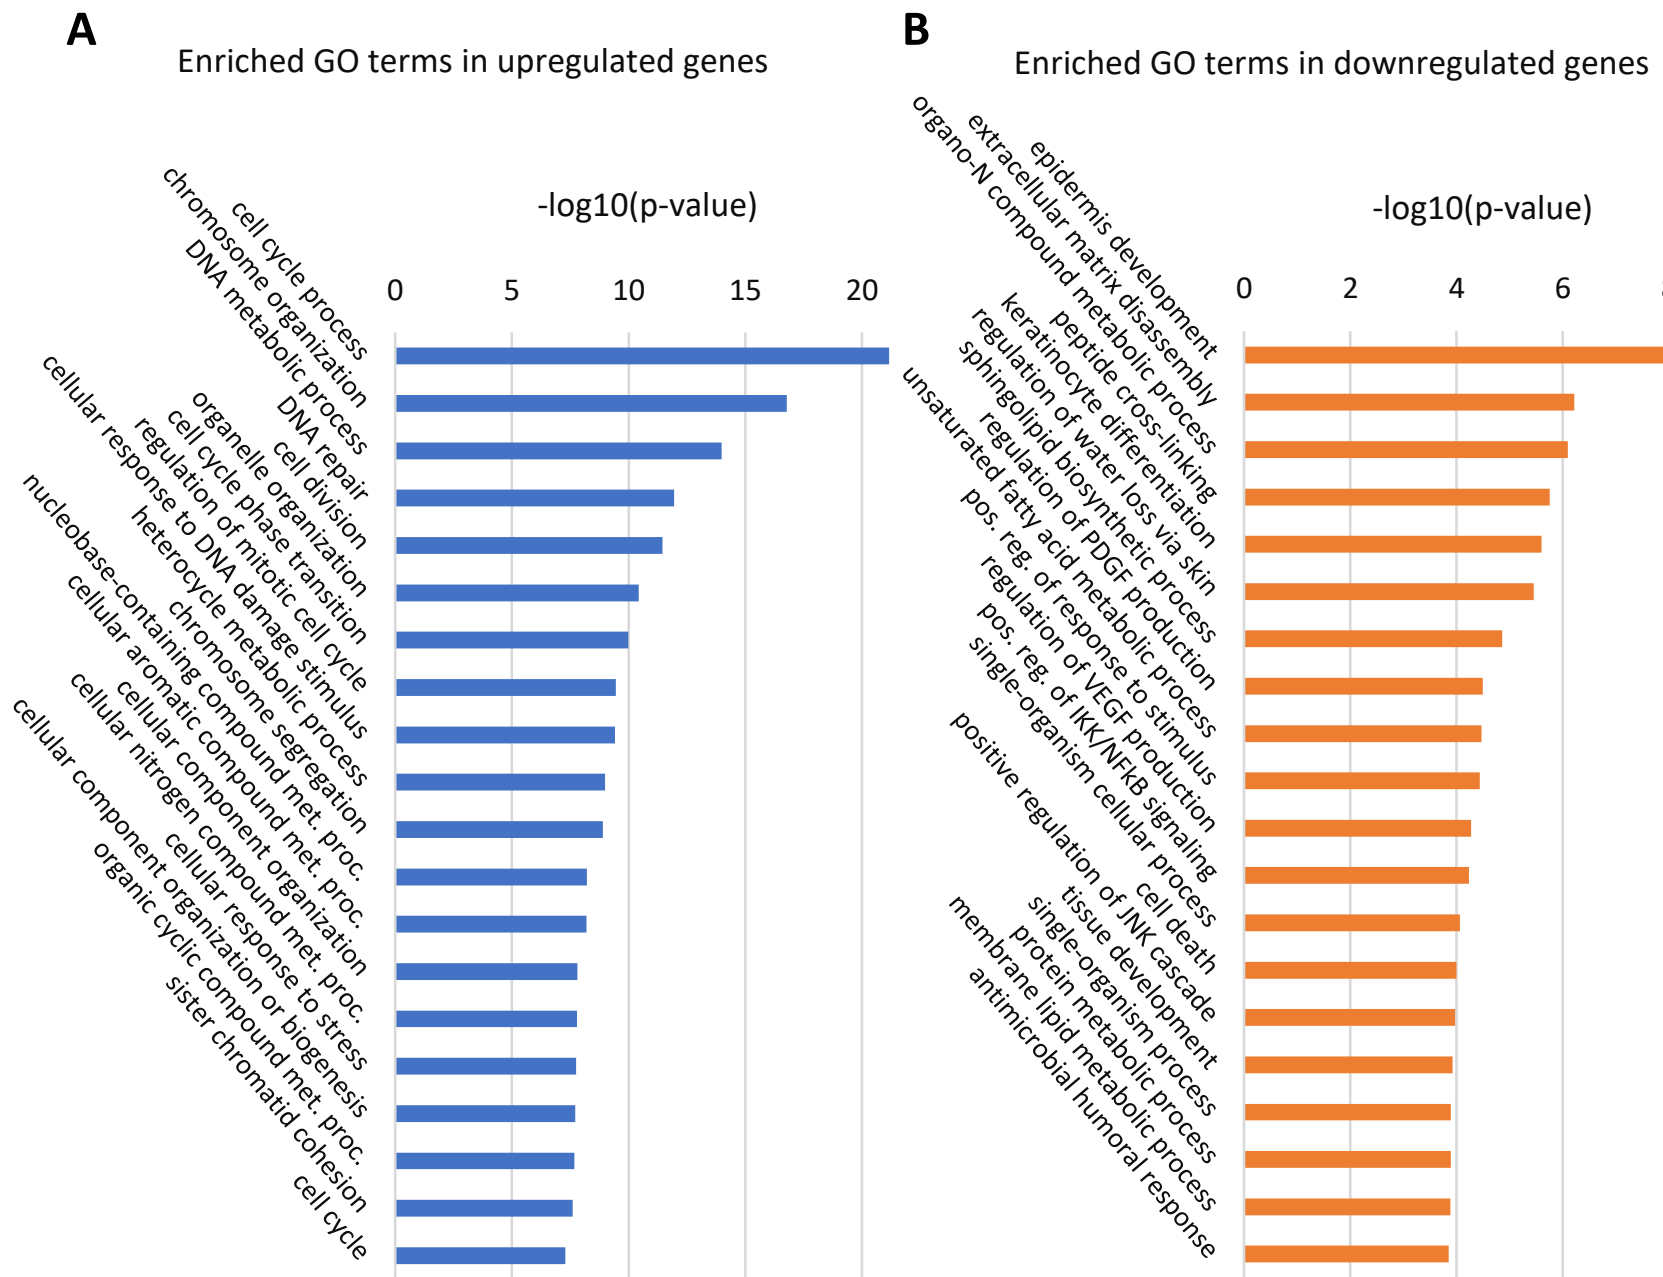 A
Enriched GO terms in upregulated genes
-log10(p-value)
0 5 10 15 20
cell cycle process
chromosome organization
DNA metabolic process
DNA repair
cell division
organelle organization
cell cycle phase transition
regulation of mitotic cell cycle
cellular response to DNA damage stimulus
heterocycle metabolic process
chromosome segregation
nucleobase-containing compound met. proc.
cellular aromatic compound met. proc.
cellular component organization
cellular nitrogen compound met. proc.
cellular response to stress
cellular component organization or biogenesis
organic cyclic compound met. proc.
sister chromatid cohesion
cell cycle
B
Enriched GO terms in downregulated genes
-log10(p-value)
0 2 4 6
epidermis development
extracellular matrix disassembly
organo-N compound metabolic process
peptide cross-linking
keratinocyte differentiation
regulation of water loss via skin
sphingolipid biosynthetic process
regulation of PDGF production
unsaturated fatty acid metabolic process
pos. reg. of response to stimulus
regulation of VEGF production
pos. reg. of IKK/NFkB signaling
single-organism cellular process
cell death
positive regulation of JNK cascade
tissue development
single-organism process
protein metabolic process
membrane lipid metabolic process
antimicrobial humoral response